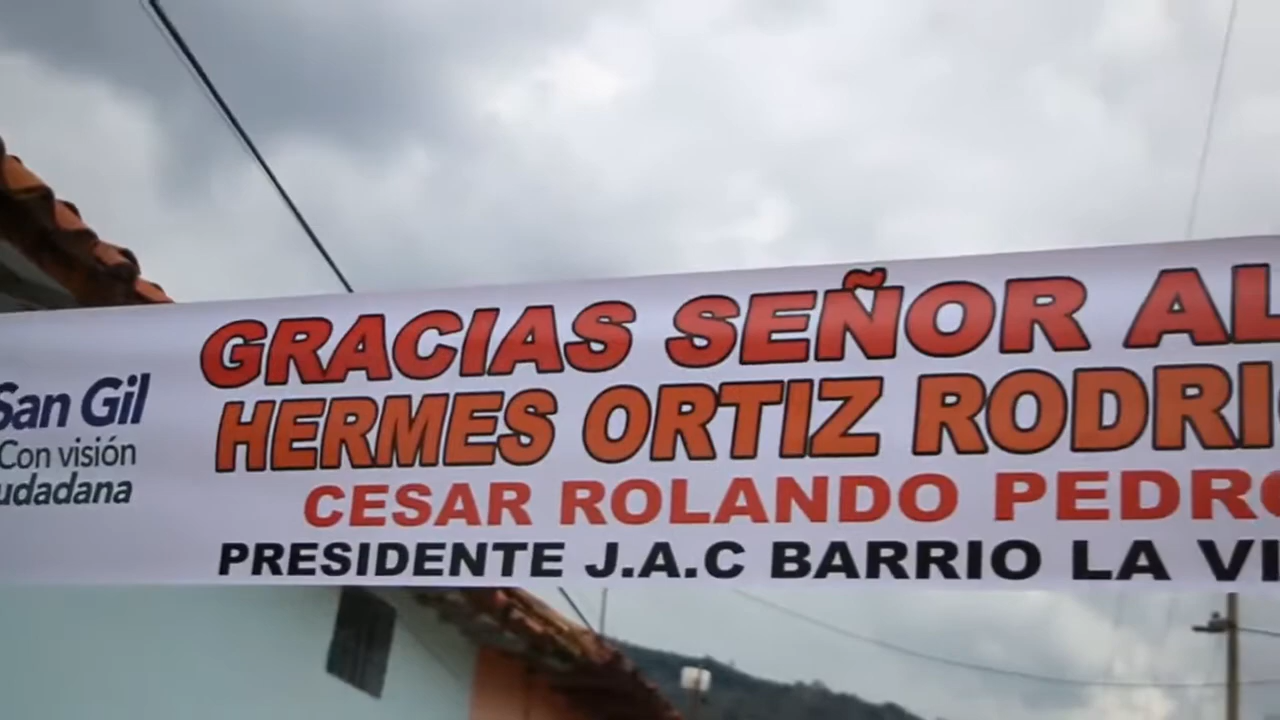 San Gil
Con visión
udadana
GRACIAS SEÑOR AL
HERMES ORTIZ RODRI
CESAR ROLANDO PEDRO
PRESIDENTE J.A.C BARRIO LA VI